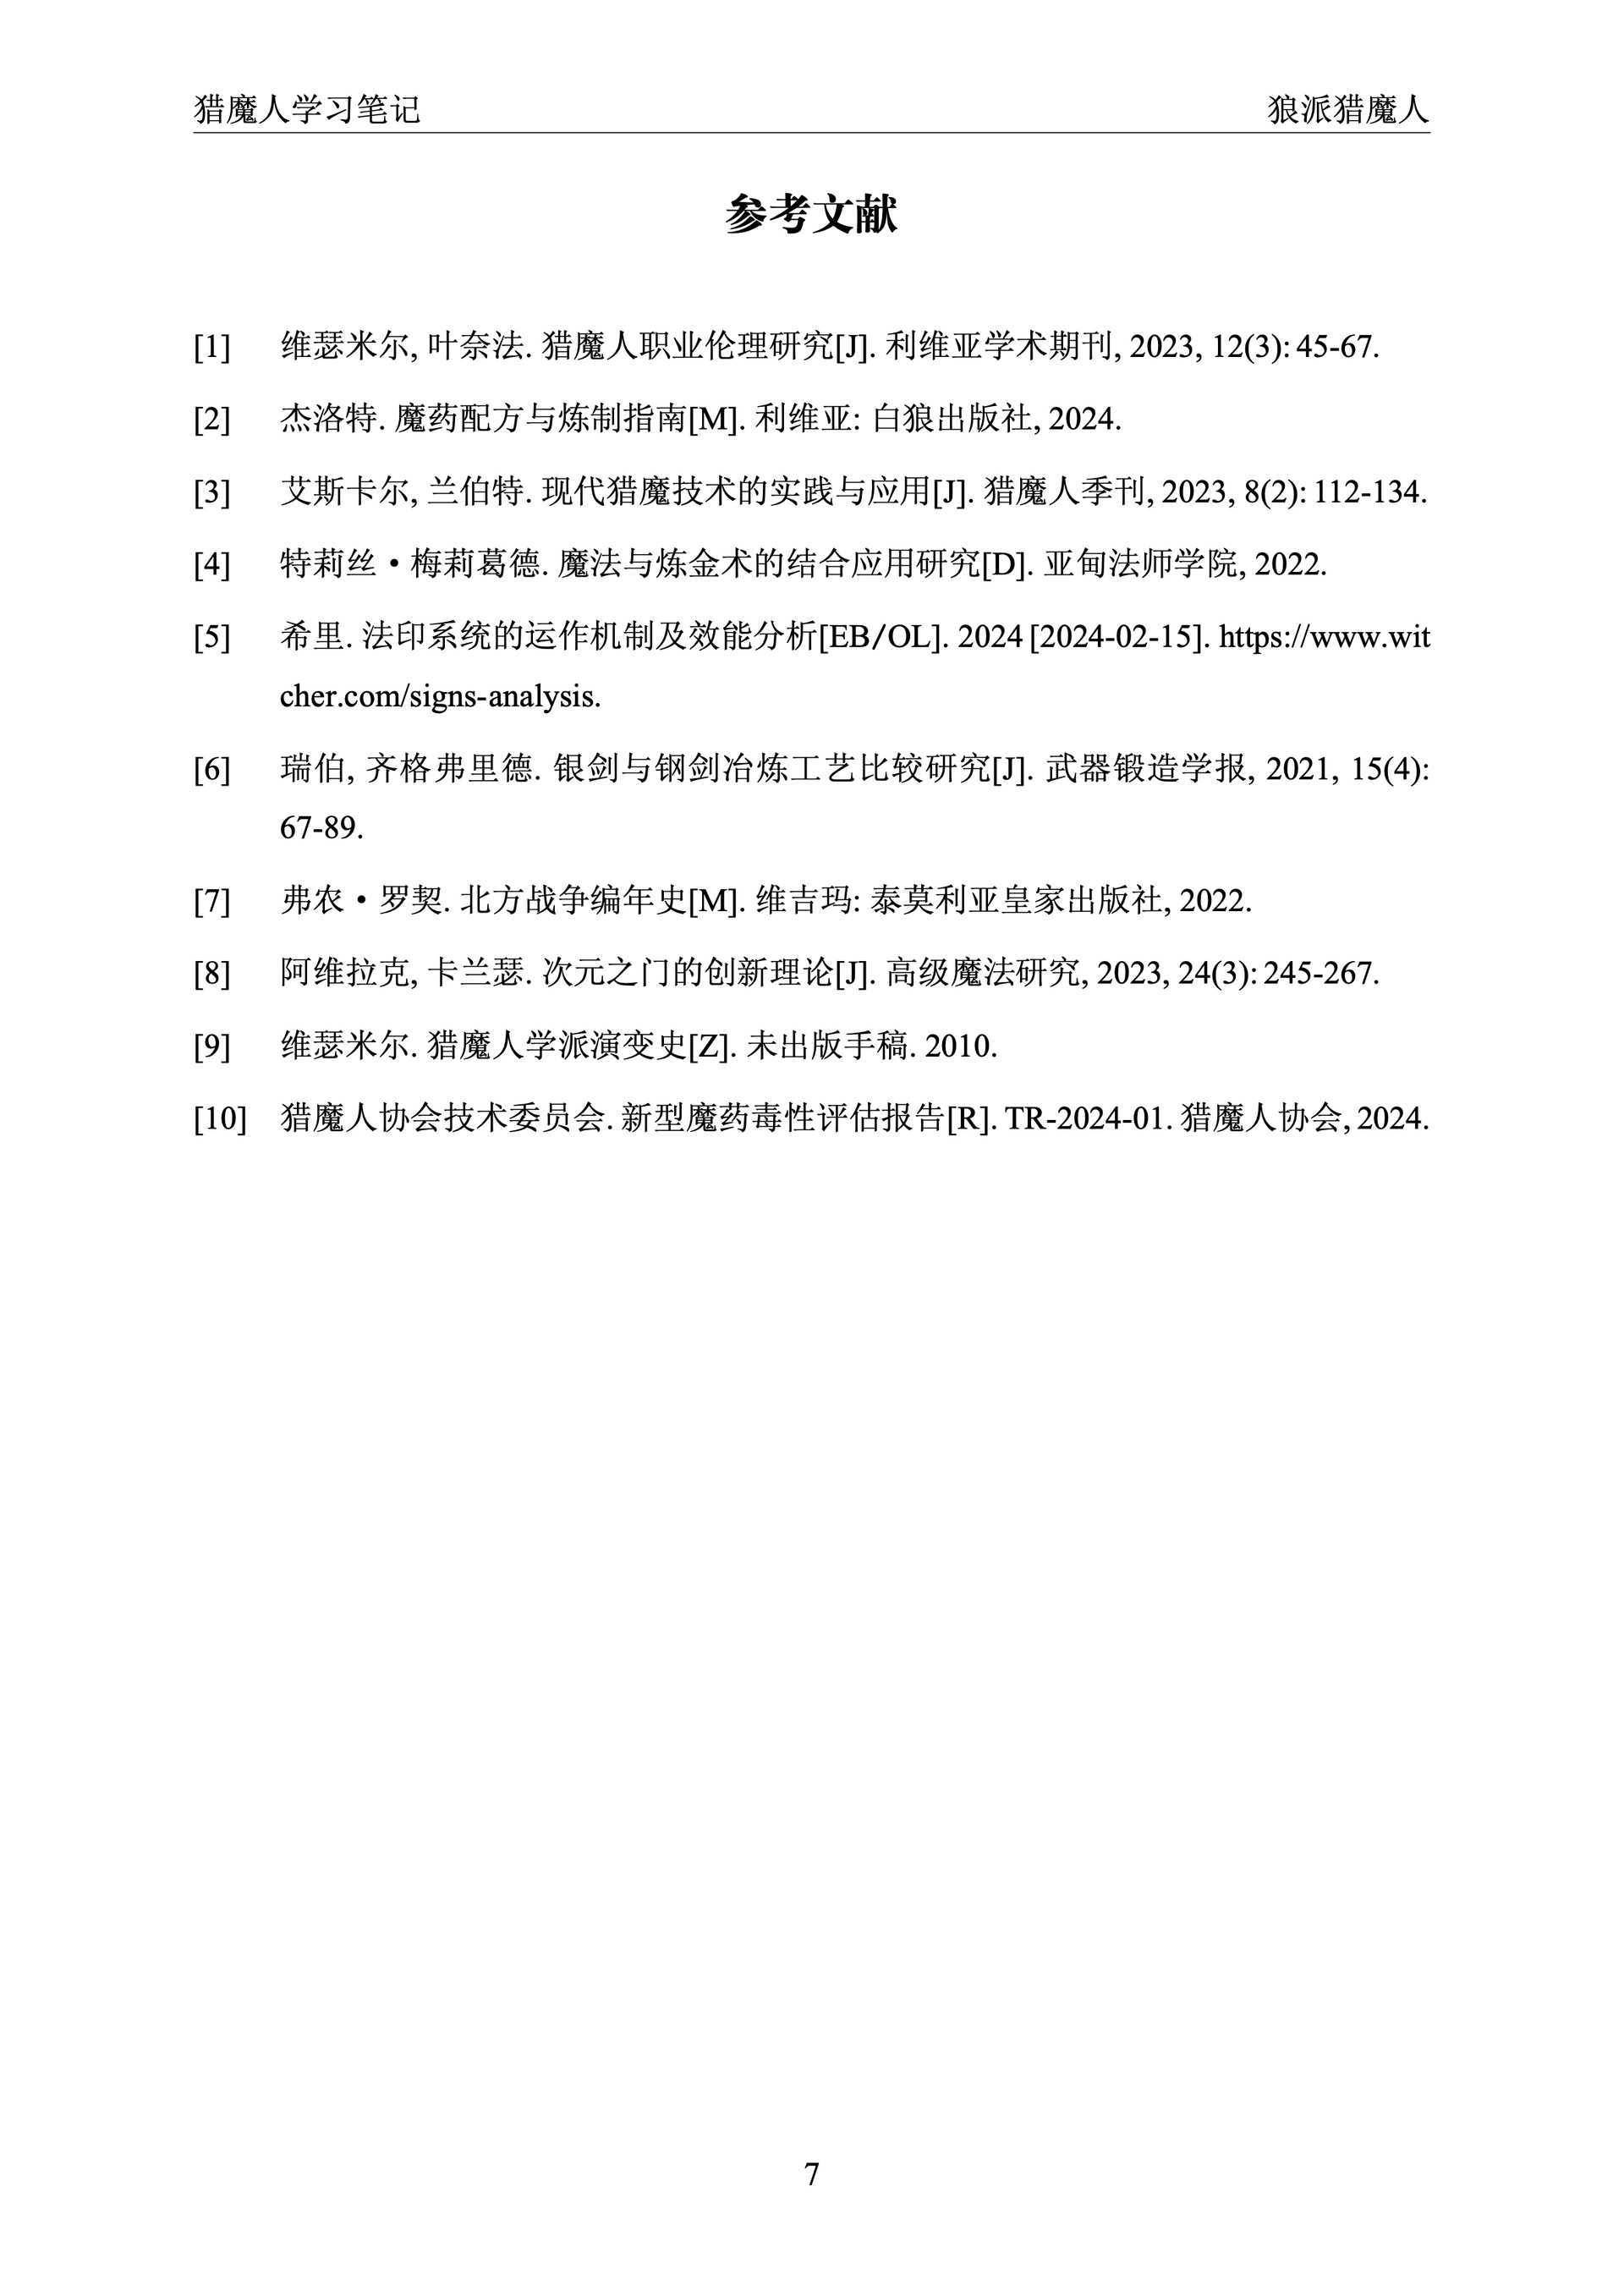 猎魔人学习笔记
狼派猎魔人
参考文献
[1] 维瑟米尔, 叶奈法. 猎魔人职业伦理研究[J]. 利维亚学术期刊, 2023, 12(3): 45-67.
[2] 杰洛特. 魔药配方与炼制指南[M]. 利维亚: 白狼出版社, 2024.
[3] 艾斯卡尔, 兰伯特. 现代猎魔技术的实践与应用[J]. 猎魔人季刊, 2023, 8(2): 112-134.
[4] 特莉丝·梅莉葛德. 魔法与炼金术的结合应用研究[D]. 亚甸法师学院, 2022.
[5] 希里. 法印系统的运作机制及效能分析[EB/OL]. 2024 [2024-02-15]. https://www.wit
cher.com/signs-analysis.
[6] 瑞伯, 齐格弗里德. 银剑与钢剑冶炼工艺比较研究[J]. 武器锻造学报, 2021, 15(4):
67-89.
[7] 弗农·罗契. 北方战争编年史[M]. 维吉玛: 泰莫利亚皇家出版社, 2022.
[8] 阿维拉克, 卡兰瑟. 次元之门的创新理论[J]. 高级魔法研究, 2023, 24(3): 245-267.
[9] 维瑟米尔. 猎魔人学派演变史[Z]. 未出版手稿. 2010.
[10] 猎魔人协会技术委员会. 新型魔药毒性评估报告[R]. TR-2024-01. 猎魔人协会, 2024.
7